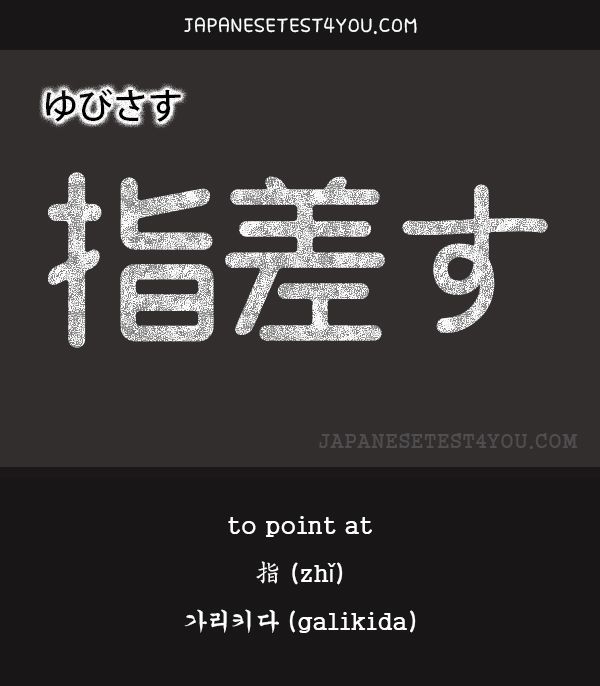 JAPANESETEST4YOU.COM
ゆびさす
指差す
JAPANESETEST4YOU.COM
to point at
指 (zhǐ)
가리키다 (galikida)